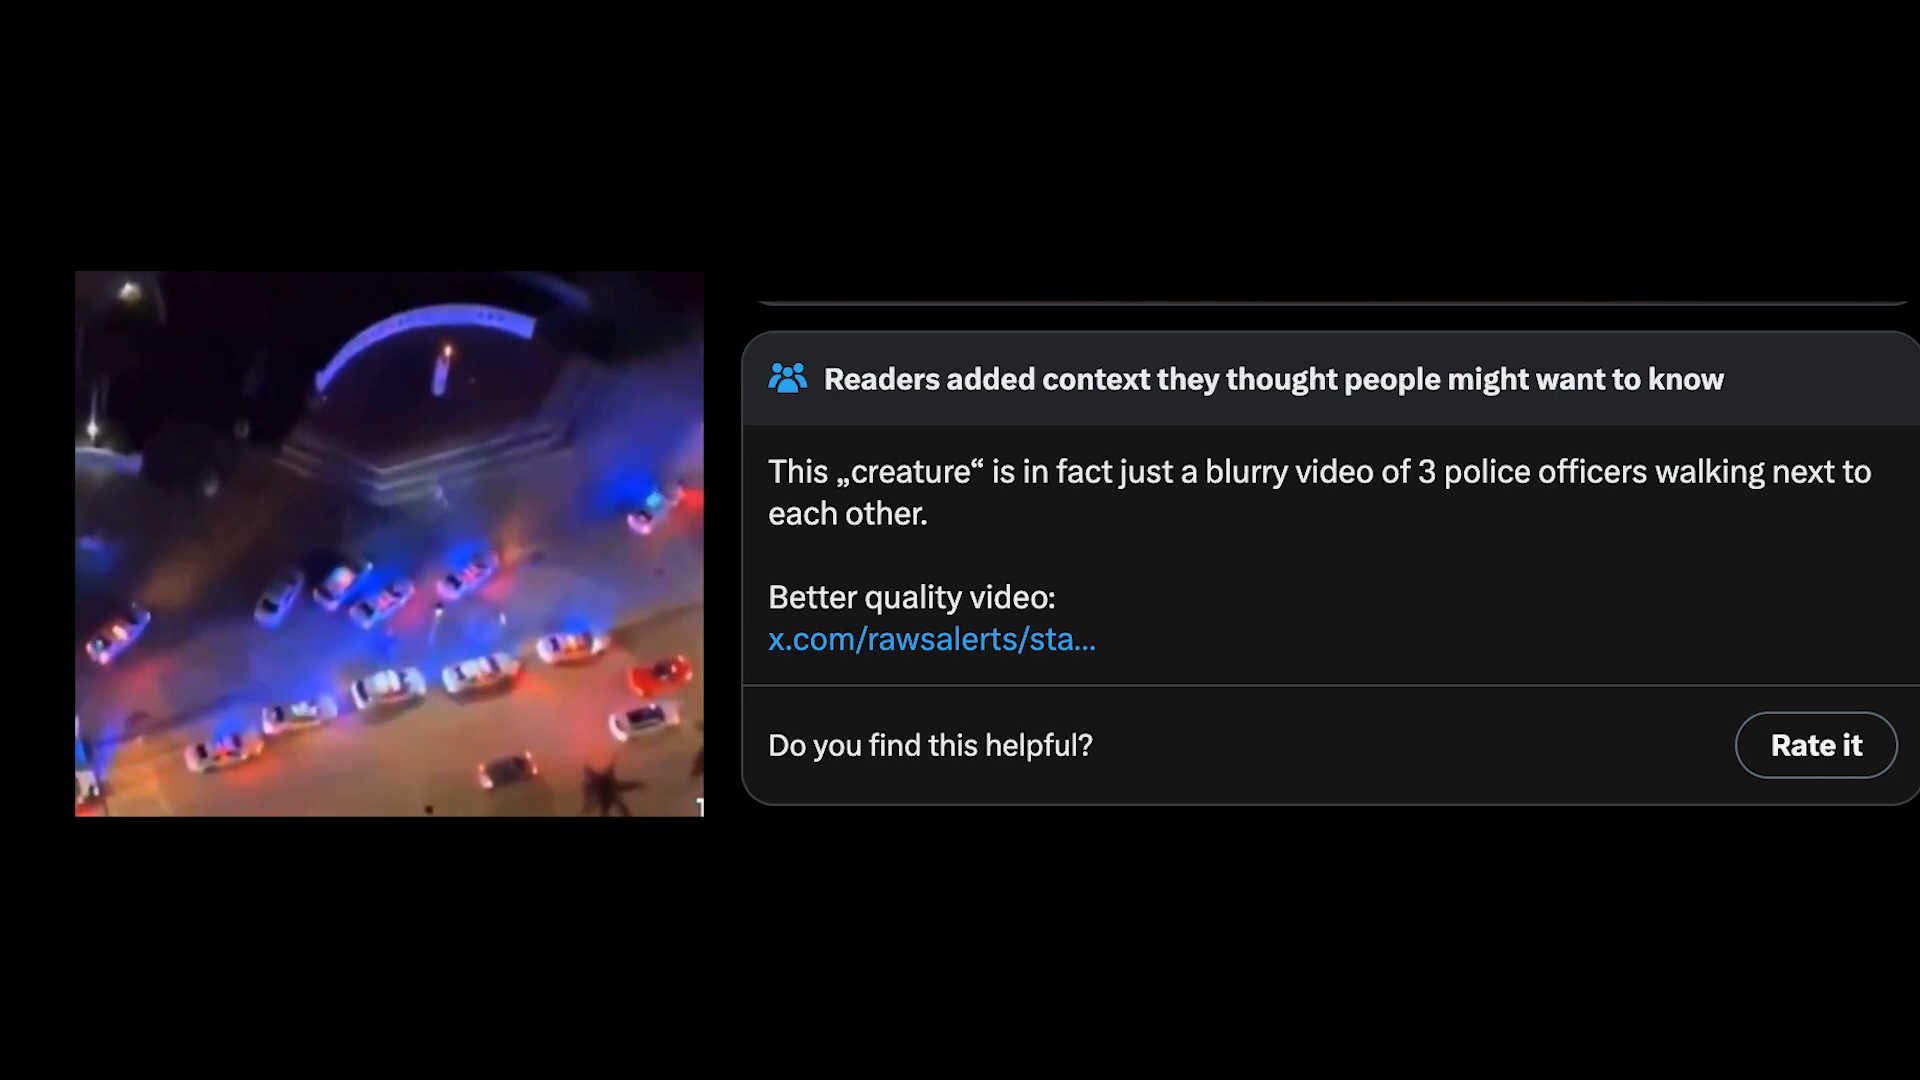 Readers added context they thought people might want to know
This „creature“ is in fact just a blurry video of 3 police officers walking next to
each other.
Better quality video:
x.com/rawsalerts/sta...
Do you find this helpful?
Rate it